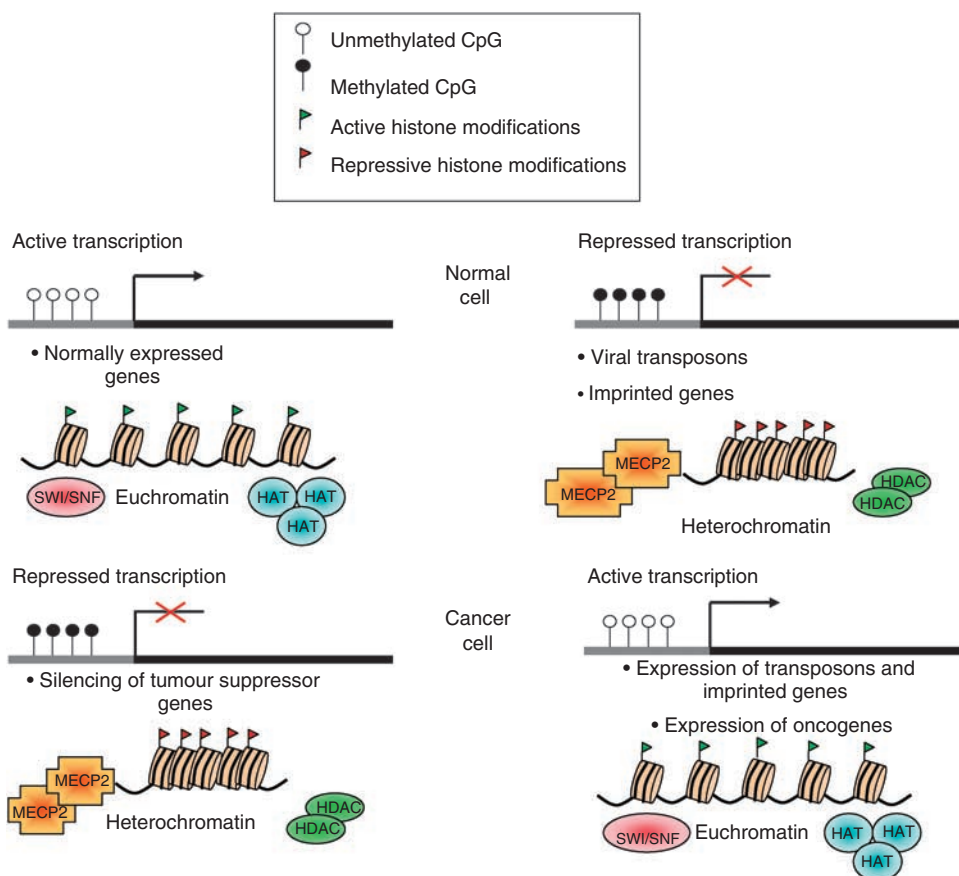 Unmethylated CpG
Methylated CpG
Active histone modifications
Repressive histone modifications
Active transcription
Normal
cell
Repressed transcription
• Normally expressed
genes
• Viral transposons
• Imprinted genes
SWI/SNF
Euchromatin
HAT
HAT
HAT
MECP2
MECP2
Heterochromatin
HDAC
HDAC
Repressed transcription
Cancer
cell
Active transcription
• Silencing of tumour suppressor
genes
• Expression of transposons and
imprinted genes
• Expression of oncogenes
MECP2
MECP2
Heterochromatin
HDAC
HDAC
SWI/SNF
Euchromatin
HAT
HAT
HAT